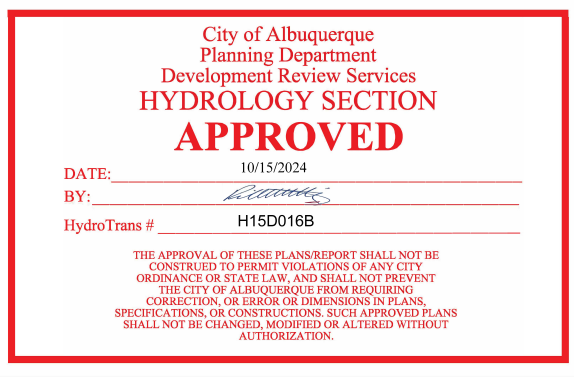 City of Albuquerque
Planning Department
Development Review Services
HYDROLOGY SECTION
APPROVED
DATE: 10/15/2024
BY:
HydroTrans # H15D016B
THE APPROVAL OF THESE PLANS/REPORT SHALL NOT BE
CONSTRUED TO PERMIT VIOLATIONS OF ANY CITY
ORDINANCE OR STATE LAW, AND SHALL NOT PREVENT
THE CITY OF ALBUQUERQUE FROM REQUIRING
CORRECTION, OR ERROR OR DIMENSIONS IN PLANS,
SPECIFICATIONS, OR CONSTRUCTIONS. SUCH APPROVED PLANS
SHALL NOT BE CHANGED, MODIFIED OR ALTERED WITHOUT
AUTHORIZATION.